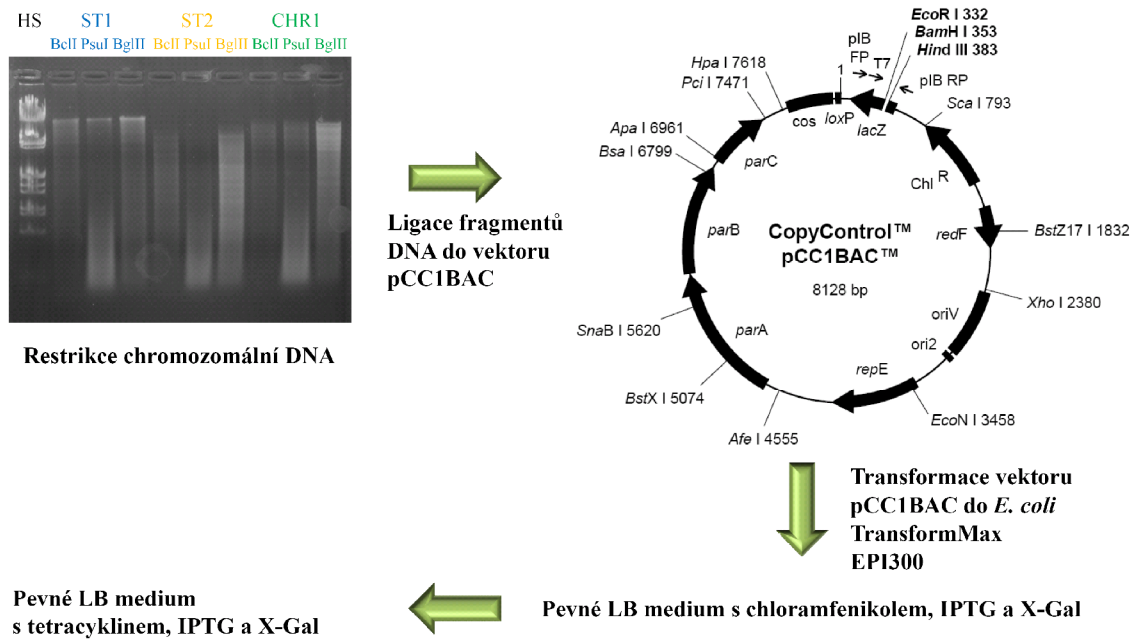 HS ST1 ST2 CHR1
BclI PsuI BglII BclI PsuI BglII BclI PsuI BglII
Restrikce chromozomální DNA
Ligace fragmentů
DNA do vektoru
pCC1BAC
EcoR I 332
BamH I 353
Hind III 383
pIB
FP
T7
pIB RP
1
Hpa I 7618
Pci I 7471
cos
loxP
lacZ
Sca I 793
Apa I 6961
Bsa I 6799
parC
Chl R
parB
CopyControl™
pCC1BAC™
8128 bp
redF
BstZ17 I 1832
Xho I 2380
oriV
ori2
SnaB I 5620
parA
repE
BstX I 5074
Afe I 4555
EcoN I 3458
Transformace vektoru
pCC1BAC do E. coli
TransformMax
EPI300
Pevné LB medium s chloramfenikolem, IPTG a X-Gal
Pevné LB medium
s tetracyklinem, IPTG a X-Gal